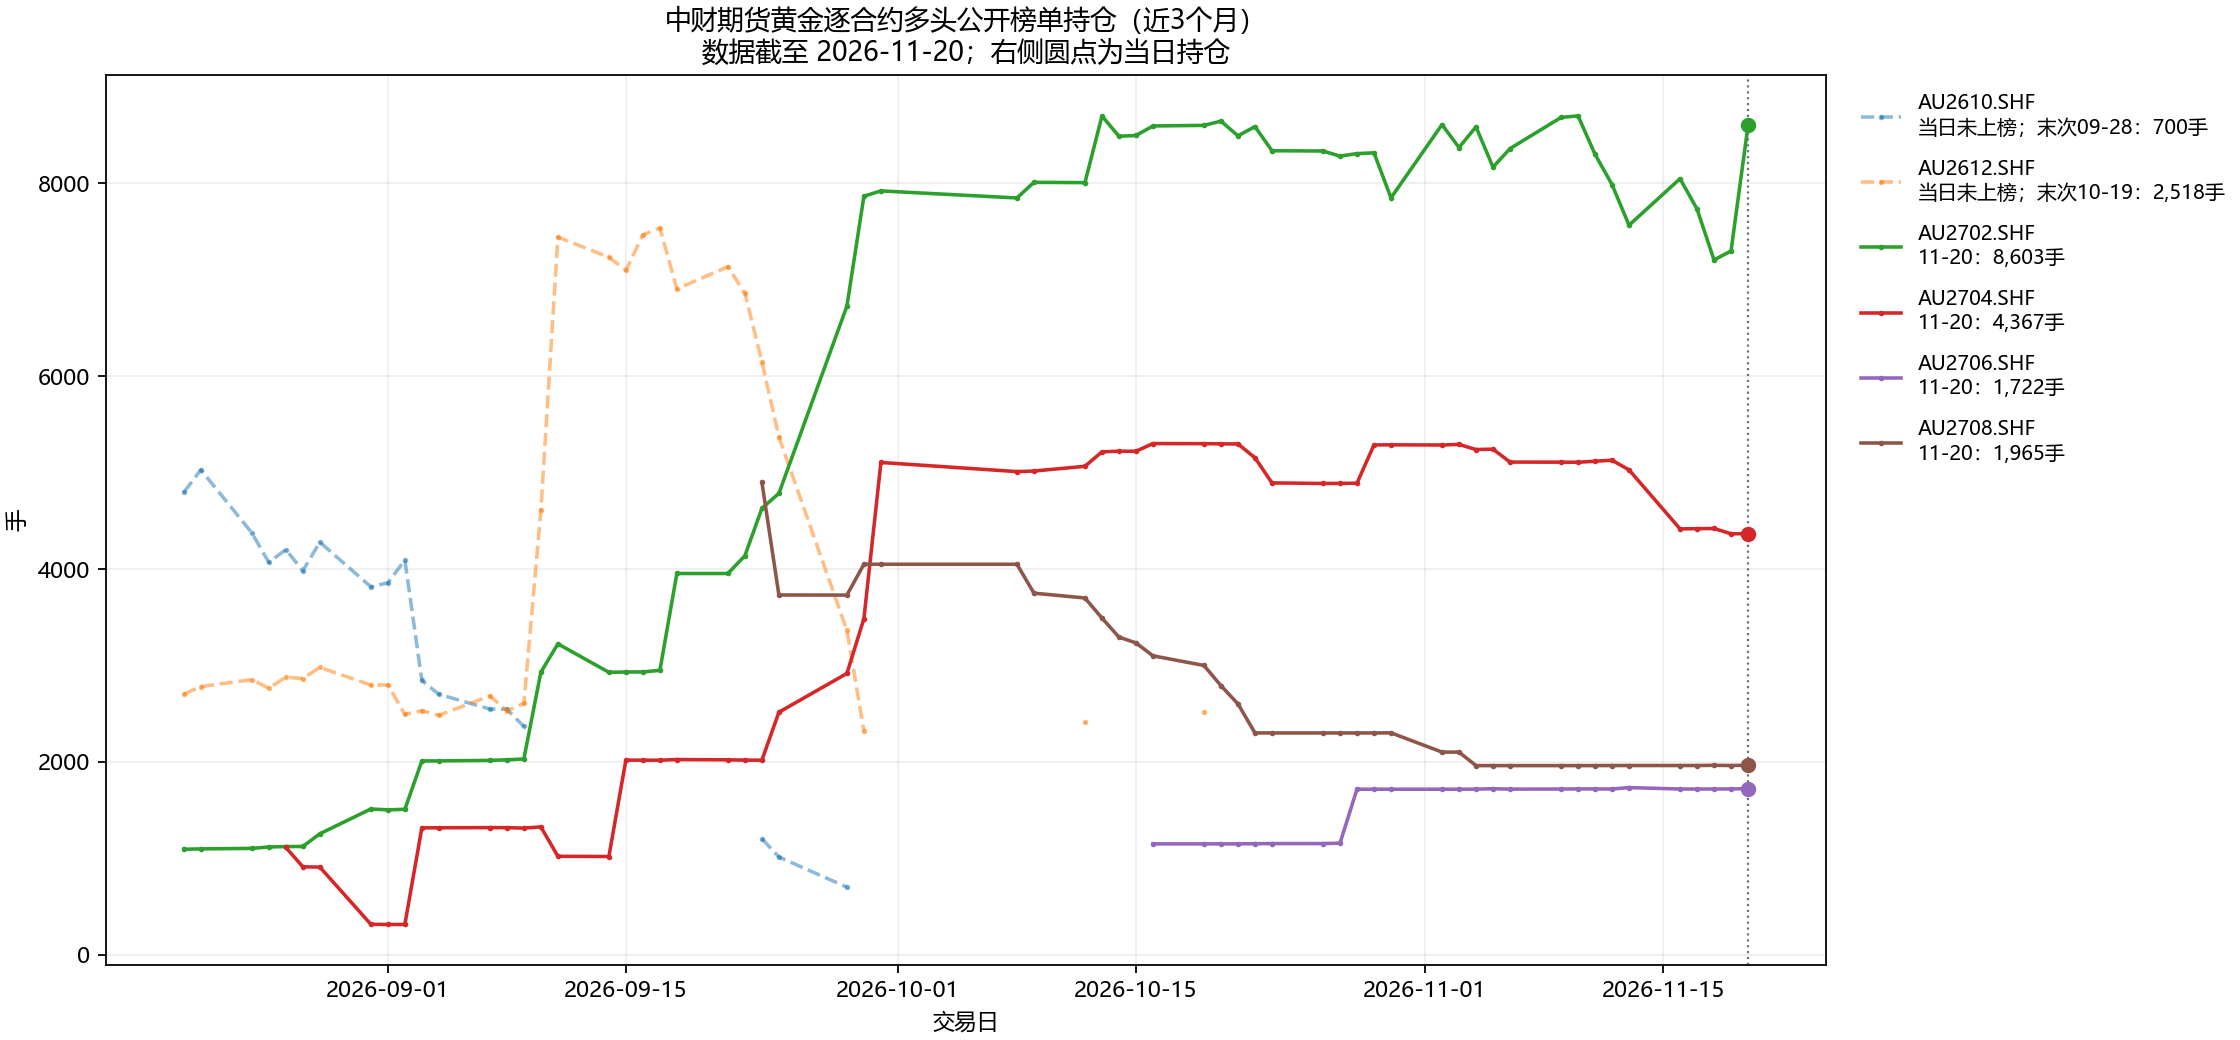 中财期货黄金逐合约多头公开榜单持仓（近3个月）
数据截至 2026-11-20；右侧圆点为当日持仓
AU2610.SHF
当日未上榜；末次09-28：700手
AU2612.SHF
当日未上榜；末次10-19：2,518手
AU2702.SHF
11-20：8,603手
AU2704.SHF
11-20：4,367手
AU2706.SHF
11-20：1,722手
AU2708.SHF
11-20：1,965手
手
8000
6000
4000
2000
0
2026-09-01
2026-09-15
2026-10-01
2026-10-15
2026-11-01
2026-11-15
交易日